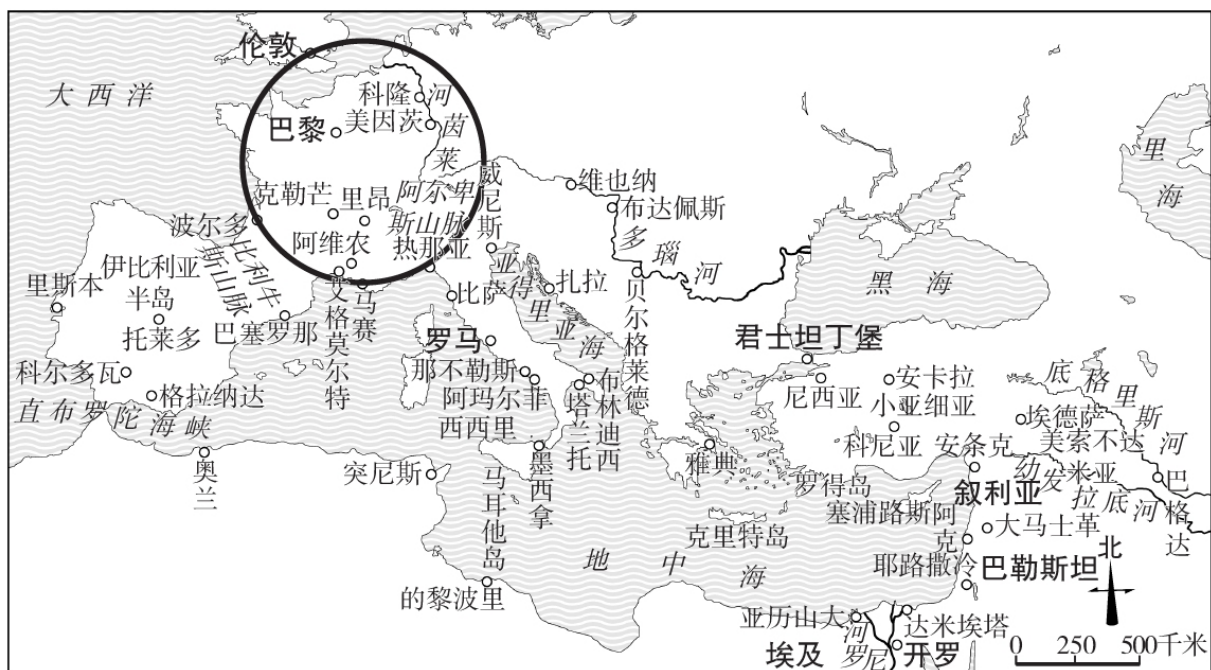 伦敦
大西洋
科隆
美因茨
莱茵河
巴黎
克勒芒
里昂
阿尔卑斯山脉
威尼斯
维也纳
布达佩斯
多瑙河
里海
波尔多
阿维农
热那亚
比利牛斯山脉
伊比利亚半岛
里斯本
托莱多
巴塞罗那
艾格莫尔特
马赛
比萨
亚得里亚海
扎拉
贝尔格莱德
黑海
罗马
君士坦丁堡
科尔多瓦
格拉纳达
那不勒斯
阿玛尔菲
塔兰托
布林迪西
尼西亚
安卡拉
小亚细亚
底格里斯河
埃德萨
直布罗陀海峡
西西里
墨西拿
科尼亚
安条克
美索不达米亚
奥兰
突尼斯
马耳他岛
雅典
罗得岛
叙利亚
幼发拉底河
巴格达
塞浦路斯
阿克
大马士革
克里特岛
地中海
耶路撒冷
巴勒斯坦
北
的黎波里
亚历山大
达米埃塔
埃及
尼罗河
开罗
0 250 500千米